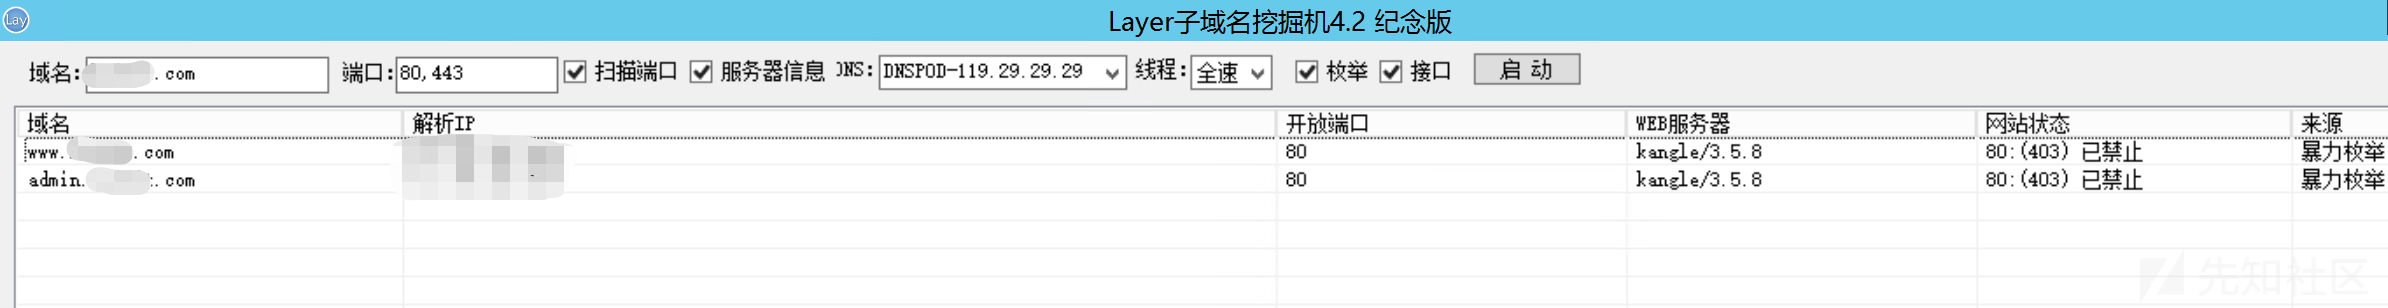 Lay
Layer子域名挖掘机4.2 纪念版
域名: .com 端口: 80,443 扫描端口 服务器信息 DNS: DNSPOD-119.29.29.29 线程: 全速 枚举 接口 启 动
域名 解析IP 开放端口 WEB服务器 网站状态 来源
www. .com 80 kangle/3.5.8 80:(403) 已禁止 暴力枚举
admin. .com 80 kangle/3.5.8 80:(403) 已禁止 暴力枚举
先知社区